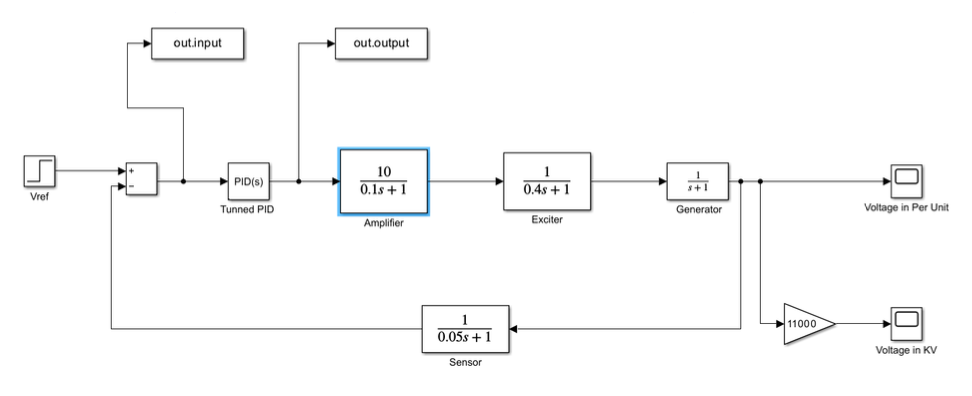 out.input
out.output
Vref
+
−
PID(s)
Tunned PID
10
0.1s + 1
Amplifier
1
0.4s + 1
Exciter
1
s+1
Generator
Voltage in Per Unit
1
0.05s + 1
Sensor
11000
Voltage in KV